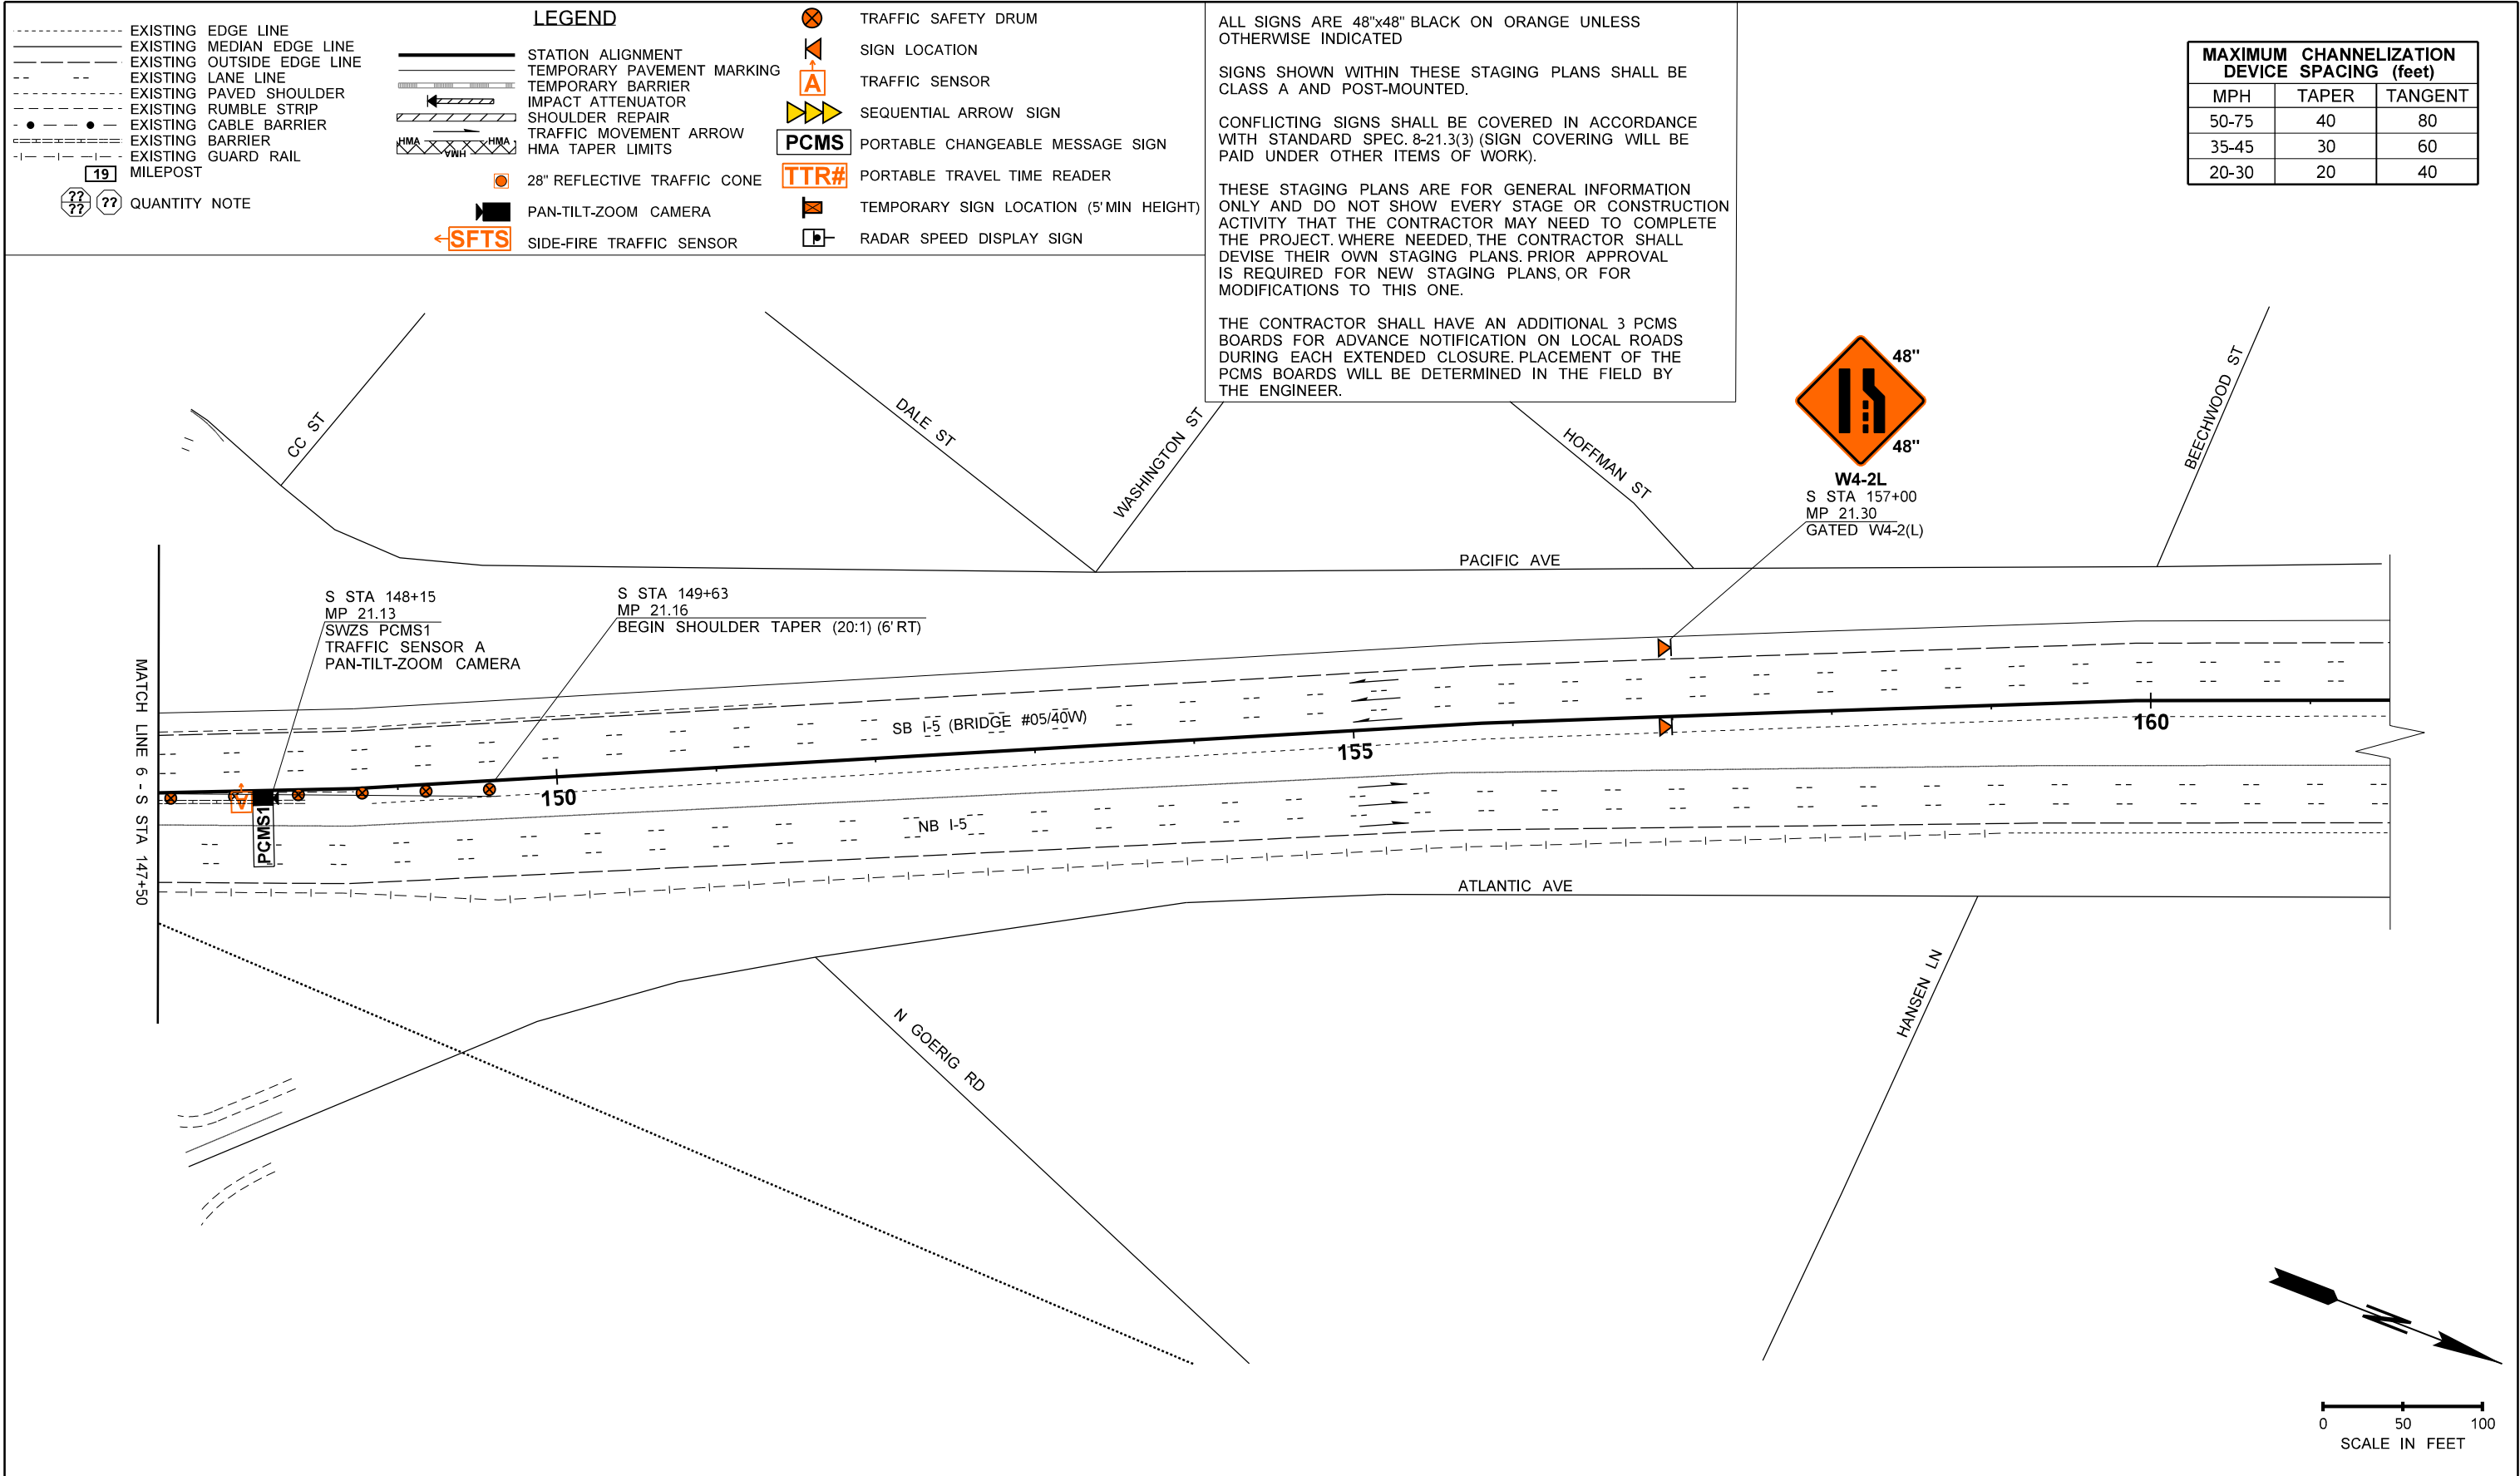 LEGEND
EXISTING EDGE LINE
EXISTING MEDIAN EDGE LINE
EXISTING OUTSIDE EDGE LINE
EXISTING LANE LINE
EXISTING PAVED SHOULDER
EXISTING RUMBLE STRIP
EXISTING CABLE BARRIER
EXISTING BARRIER
EXISTING GUARD RAIL
19 MILEPOST
?? ?? ?? QUANTITY NOTE
STATION ALIGNMENT
TEMPORARY PAVEMENT MARKING
TEMPORARY BARRIER
IMPACT ATTENUATOR
SHOULDER REPAIR
TRAFFIC MOVEMENT ARROW
HMA HMA HMA HMA TAPER LIMITS
28" REFLECTIVE TRAFFIC CONE
PAN-TILT-ZOOM CAMERA
SFTS SIDE-FIRE TRAFFIC SENSOR
TRAFFIC SAFETY DRUM
SIGN LOCATION
A TRAFFIC SENSOR
SEQUENTIAL ARROW SIGN
PCMS PORTABLE CHANGEABLE MESSAGE SIGN
TTR# PORTABLE TRAVEL TIME READER
TEMPORARY SIGN LOCATION (5' MIN HEIGHT)
RADAR SPEED DISPLAY SIGN
ALL SIGNS ARE 48"x48" BLACK ON ORANGE UNLESS
OTHERWISE INDICATED
SIGNS SHOWN WITHIN THESE STAGING PLANS SHALL BE
CLASS A AND POST-MOUNTED.
CONFLICTING SIGNS SHALL BE COVERED IN ACCORDANCE
WITH STANDARD SPEC. 8-21.3(3) (SIGN COVERING WILL BE
PAID UNDER OTHER ITEMS OF WORK).
THESE STAGING PLANS ARE FOR GENERAL INFORMATION
ONLY AND DO NOT SHOW EVERY STAGE OR CONSTRUCTION
ACTIVITY THAT THE CONTRACTOR MAY NEED TO COMPLETE
THE PROJECT. WHERE NEEDED, THE CONTRACTOR SHALL
DEVISE THEIR OWN STAGING PLANS. PRIOR APPROVAL
IS REQUIRED FOR NEW STAGING PLANS, OR FOR
MODIFICATIONS TO THIS ONE.
THE CONTRACTOR SHALL HAVE AN ADDITIONAL 3 PCMS
BOARDS FOR ADVANCE NOTIFICATION ON LOCAL ROADS
DURING EACH EXTENDED CLOSURE. PLACEMENT OF THE
PCMS BOARDS WILL BE DETERMINED IN THE FIELD BY
THE ENGINEER.
MAXIMUM CHANNELIZATION
DEVICE SPACING (feet)
MPH TAPER TANGENT
50-75 40 80
35-45 30 60
20-30 20 40
CC ST
DALE ST
WASHINGTON ST
HOFFMAN ST
BEECHWOOD ST
48"
48"
W4-2L
S STA 157+00
MP 21.30
GATED W4-2(L)
PACIFIC AVE
S STA 148+15
MP 21.13
SWZS PCMS1
TRAFFIC SENSOR A
PAN-TILT-ZOOM CAMERA
S STA 149+63
MP 21.16
BEGIN SHOULDER TAPER (20:1) (6' RT)
MATCH LINE 6 - S STA 147+50
SB I-5 (BRIDGE #05/40W)
150
155
160
A
PCMS1
NB I-5
ATLANTIC AVE
N GOERIG RD
HANSEN LN
N
0 50 100
SCALE IN FEET